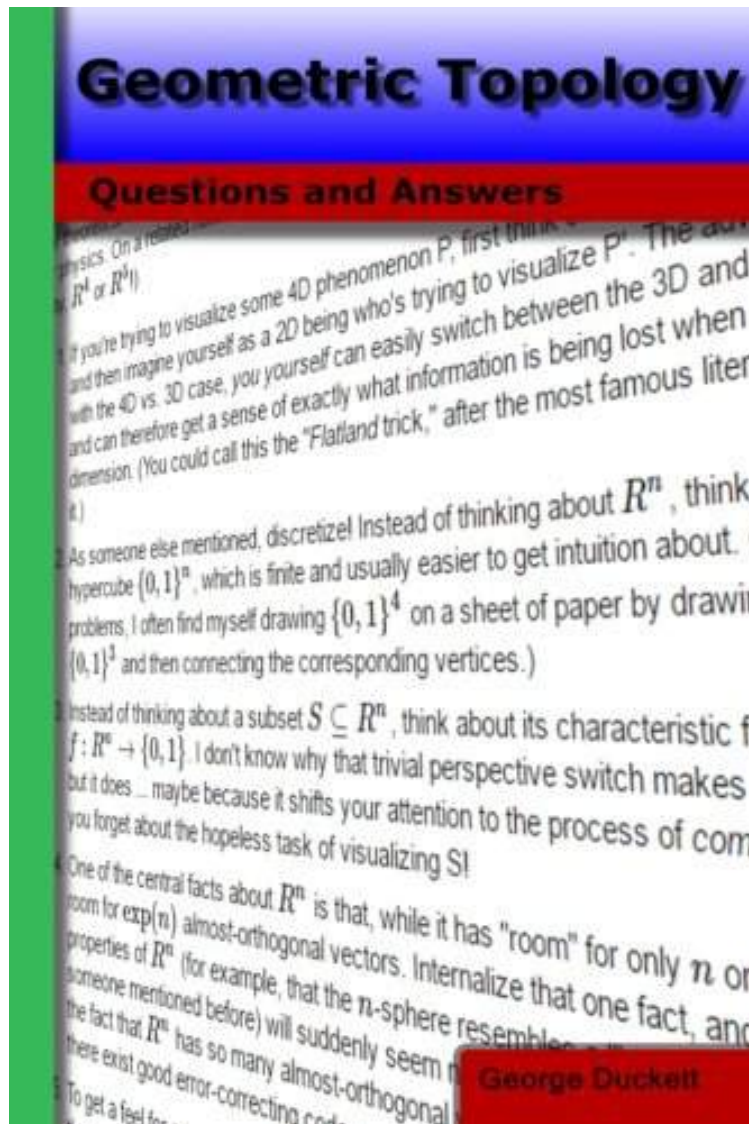 Geometric Topology
Questions and Answers
physics. On a related
R⁴ or R⁵!)
1. If you're trying to visualize some 4D phenomenon P, first think
and then imagine yourself as a 2D being who's trying to visualize P'. The
with the 4D vs. 3D case, you yourself can easily switch between the 3D and
and can therefore get a sense of exactly what information is being lost when
dimension. (You could call this the "Flatland trick," after the most famous
it.)
2. As someone else mentioned, discretize! Instead of thinking about Rⁿ, think
hypercube {0, 1}ⁿ, which is finite and usually easier to get intuition about.
problems, I often find myself drawing {0, 1}⁴ on a sheet of paper by
{0, 1}³ and then connecting the corresponding vertices.)
3. Instead of thinking about a subset S ⊆ Rⁿ, think about its characteristic f
f : Rⁿ → {0, 1}. I don't know why that trivial perspective switch makes
but it does ... maybe because it shifts your attention to the process of com
you forget about the hopeless task of visualizing S!
4. One of the central facts about Rⁿ is that, while it has "room" for only n or
room for exp(n) almost-orthogonal vectors. Internalize that one fact, and
properties of Rⁿ (for example, that the n-sphere resembles
someone mentioned before) will suddenly seem
the fact that Rⁿ has so many almost-orthogonal
there exist good error-correcting
5. To get a feel for
George Duckett